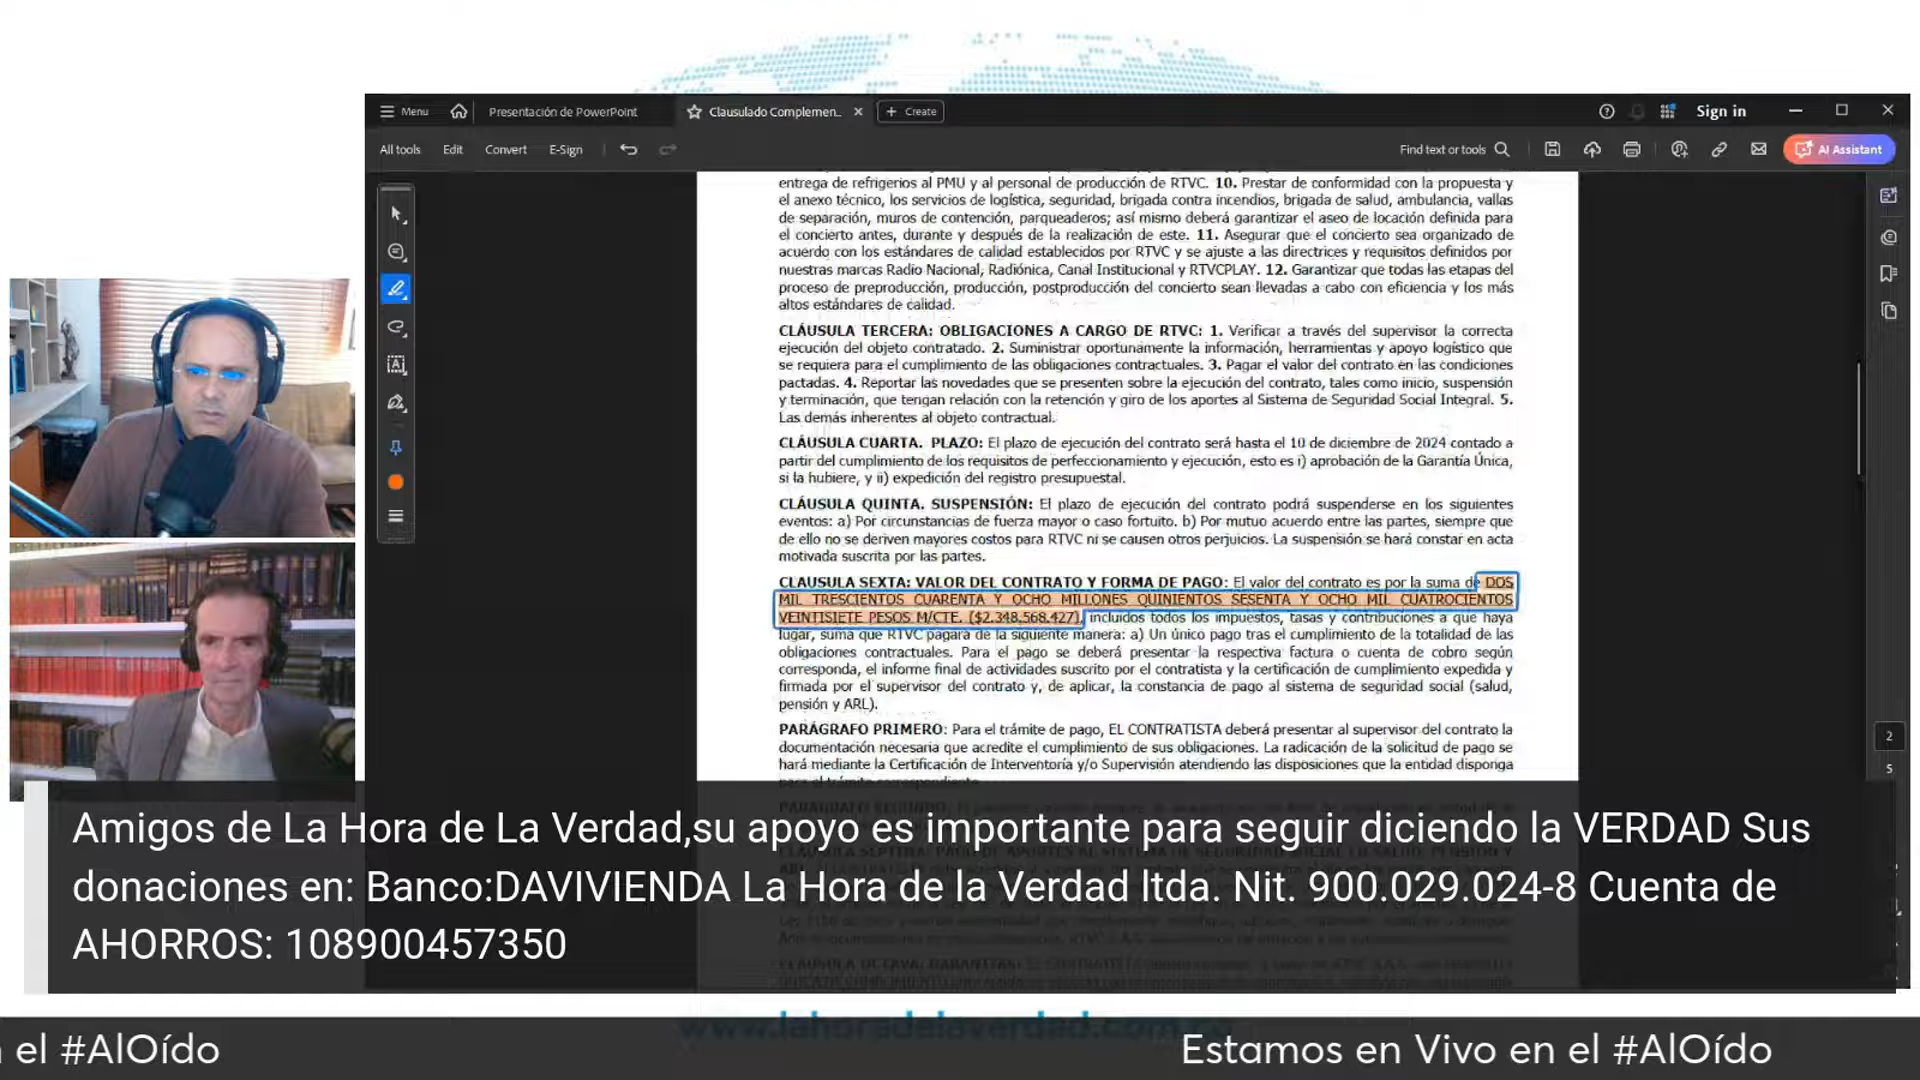 Menu
Presentación de PowerPoint
Clausulado Complemen..
Create
Sign in
All tools
Edit
Convert
E-Sign
Find text or tools
AI Assistant
entrega de refrigerios al PMU y al personal de producción de RTVC. 10. Prestar de conformidad con la propuesta y
el anexo técnico, los servicios de logística, seguridad, brigada contra incendios, brigada de salud, ambulancia, vallas
de separación, muros de contención, parqueaderos; así mismo deberá garantizar el aseo de locación definida para
el concierto antes, durante y después de la realización de este. 11. Asegurar que el concierto sea organizado de
acuerdo con los estándares de calidad establecidos por RTVC y se ajuste a las directrices y requisitos definidos por
nuestras marcas Radio Nacional, Radiónica, Canal Institucional y RTVCPLAY. 12. Garantizar que todas las etapas del
proceso de preproducción, producción, postproducción del concierto sean llevadas a cabo con eficiencia y los más
altos estándares de calidad.
CLÁUSULA TERCERA: OBLIGACIONES A CARGO DE RTVC: 1. Verificar a través del supervisor la correcta
ejecución del objeto contratado. 2. Suministrar oportunamente la información, herramientas y apoyo logístico que
se requiera para el cumplimiento de las obligaciones contractuales. 3. Pagar el valor del contrato en las condiciones
pactadas. 4. Reportar las novedades que se presenten sobre la ejecución del contrato, tales como inicio, suspensión
y terminación, que tengan relación con la retención y giro de los aportes al Sistema de Seguridad Social Integral. 5.
Las demás inherentes al objeto contractual.
CLÁUSULA CUARTA. PLAZO: El plazo de ejecución del contrato será hasta el 10 de diciembre de 2024 contado a
partir del cumplimiento de los requisitos de perfeccionamiento y ejecución, esto es i) aprobación de la Garantía Única,
si la hubiere, y ii) expedición del registro presupuestal.
CLÁUSULA QUINTA. SUSPENSIÓN: El plazo de ejecución del contrato podrá suspenderse en los siguientes
eventos: a) Por circunstancias de fuerza mayor o caso fortuito. b) Por mutuo acuerdo entre las partes, siempre que
de ello no se deriven mayores costos para RTVC ni se causen otros perjuicios. La suspensión se hará constar en acta
motivada suscrita por las partes.
CLAUSULA SEXTA: VALOR DEL CONTRATO Y FORMA DE PAGO: El valor del contrato es por la suma de DOS
MIL TRESCIENTOS CUARENTA Y OCHO MILLONES QUINIENTOS SESENTA Y OCHO MIL CUATROCIENTOS
VEINTISIETE PESOS M/CTE. ($2.348.568.427), incluidos todos los impuestos, tasas y contribuciones a que haya
lugar, suma que RTVC pagará de la siguiente manera: a) Un único pago tras el cumplimiento de la totalidad de las
obligaciones contractuales. Para el pago se deberá presentar la respectiva factura o cuenta de cobro según
corresponda, el informe final de actividades suscrito por el contratista y la certificación de cumplimiento expedida y
firmada por el supervisor del contrato y, de aplicar, la constancia de pago al sistema de seguridad social (salud,
pensión y ARL).
PARÁGRAFO PRIMERO: Para el trámite de pago, EL CONTRATISTA deberá presentar al supervisor del contrato la
documentación necesaria que acredite el cumplimiento de sus obligaciones. La radicación de la solicitud de pago se
hará mediante la Certificación de Interventoría y/o Supervisión atendiendo las disposiciones que la entidad disponga
para el trámite correspondiente
2
5
Amigos de La Hora de La Verdad,su apoyo es importante para seguir diciendo la VERDAD Sus
donaciones en: Banco:DAVIVIENDA La Hora de la Verdad ltda. Nit. 900.029.024-8 Cuenta de
AHORROS: 108900457350
www.lahoradelaverdad.com
el #AlOído
Estamos en Vivo en el #AlOído